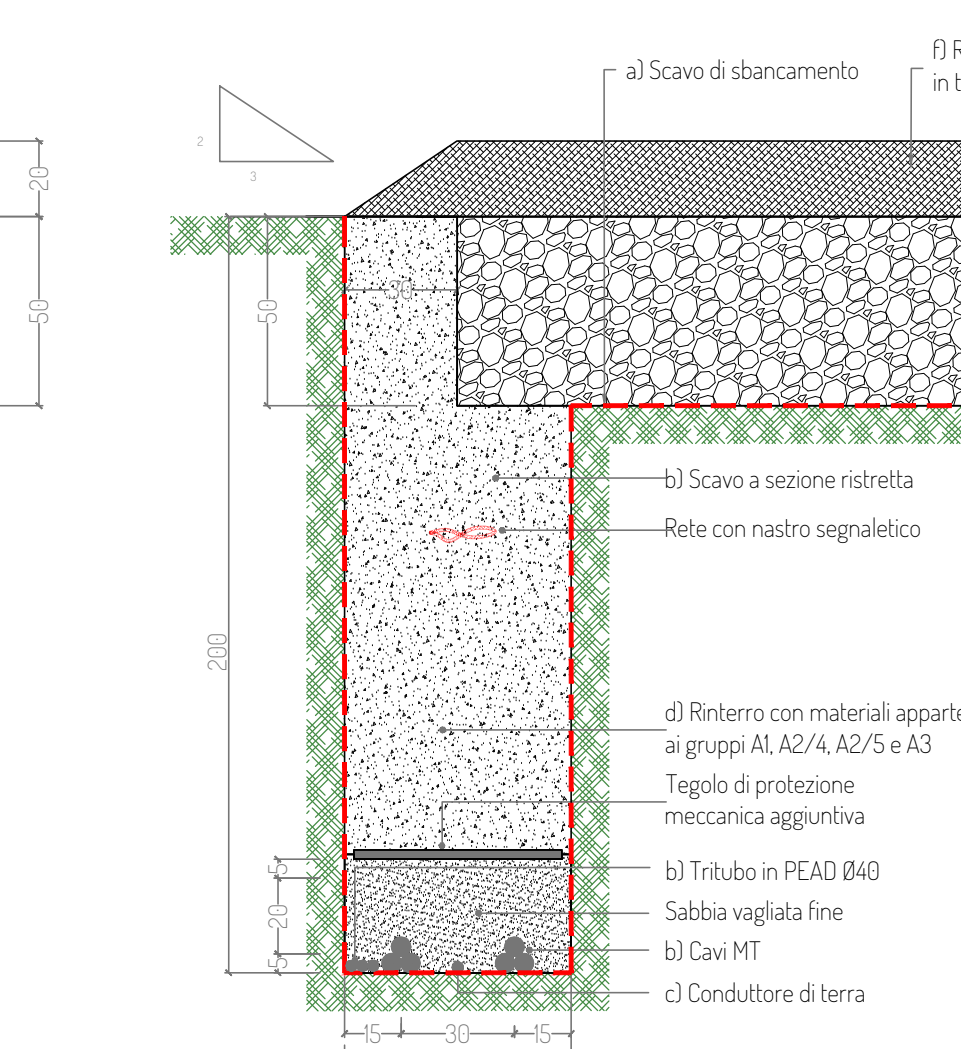 a) Scavo di sbancamento
f)
2
3
20
50
50
30
b) Scavo a sezione ristretta
Rete con nastro segnaletico
200
d) Rinterro con materiali
ai gruppi A1, A2/4, A2/5 e A3
Tegolo di protezione
meccanica aggiuntiva
5
20
5
b) Tritubo in PEAD Ø40
Sabbia vagliata fine
b) Cavi MT
c) Conduttore di terra
15
30
15